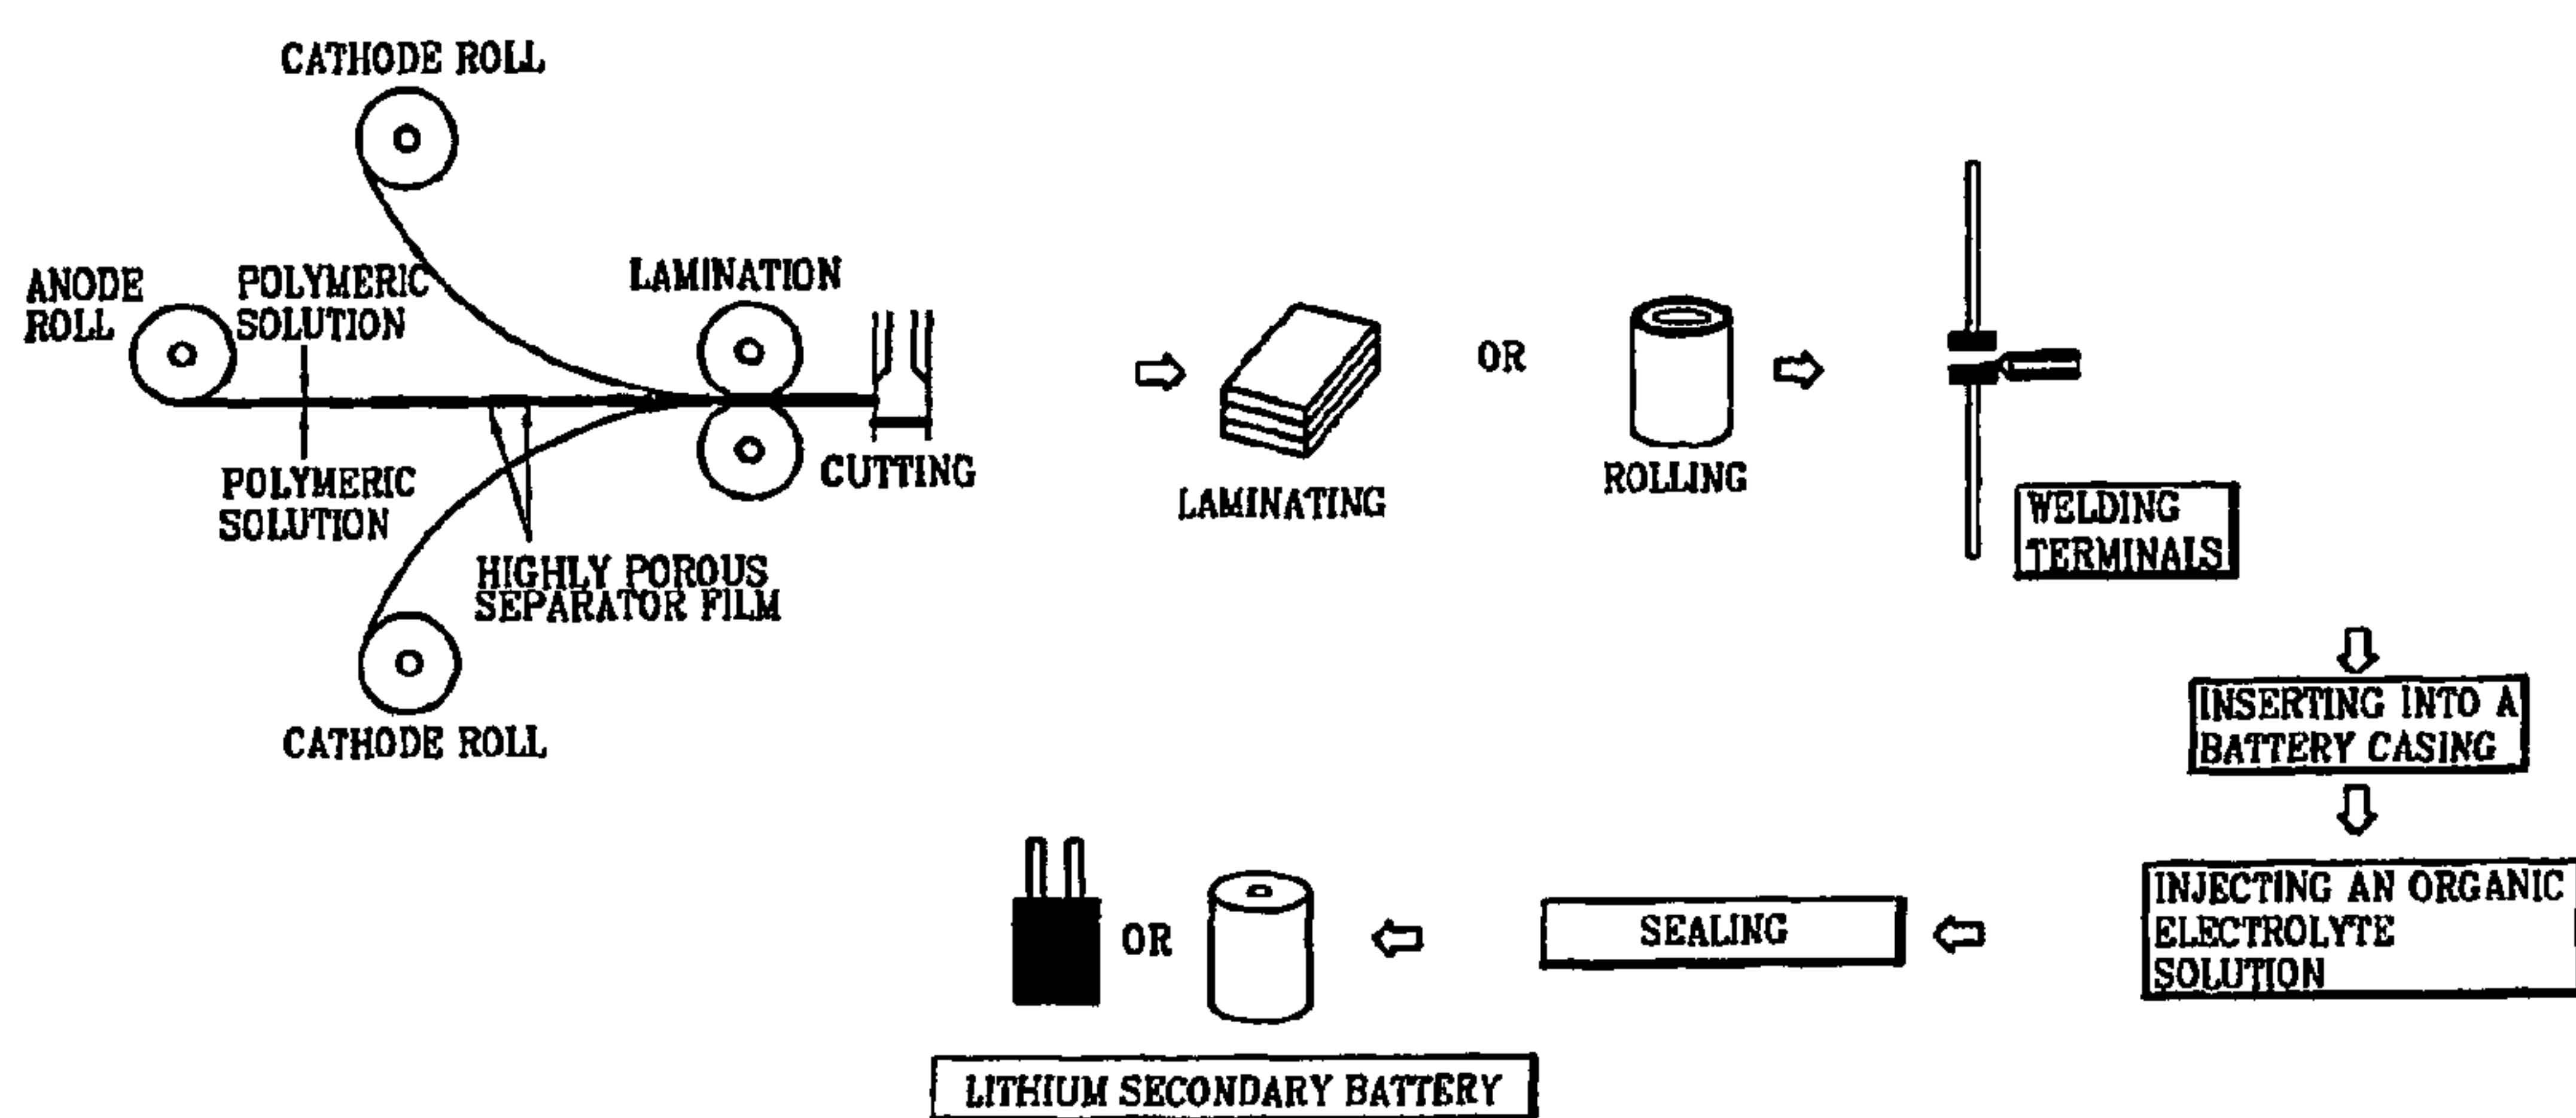 CATHODE ROLL
ANODE
ROLL
POLYMERIC
SOLUTION
LAMINATION
POLYMERIC
SOLUTION
CUTTING
HIGHLY POROUS
SEPARATOR FILM
CATHODE ROLL
LAMINATING
OR
ROLLING
WELDING
TERMINALS
INSERTING INTO A
BATTERY CASING
INJECTING AN ORGANIC
ELECTROLYTE
SOLUTION
SEALING
OR
LITHIUM SECONDARY BATTERY